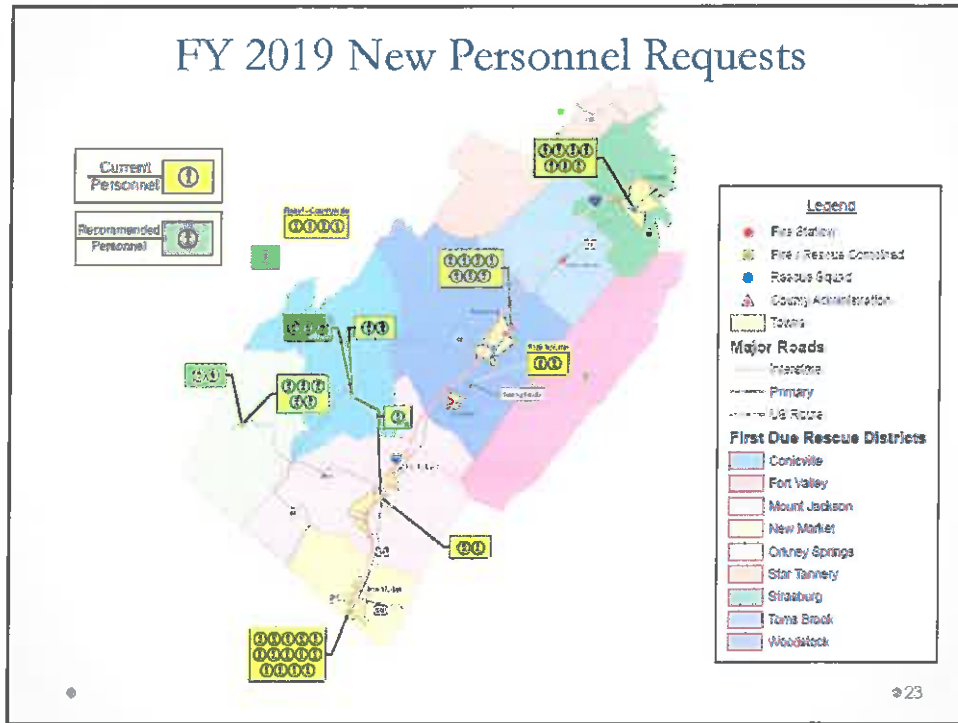 FY 2019 New Personnel Requests
Current
Personnel
Recommended
Personnel
Legend
Fire Station
Fire / Rescue Combined
Rescue Squad
County Administration
Towns
Major Roads
Interstate
Primary
US Route
First Due Rescue Districts
Conicville
Fort Valley
Mount Jackson
New Market
Orkney Springs
Star Tannery
Strasburg
Toms Brook
Woodstock
23